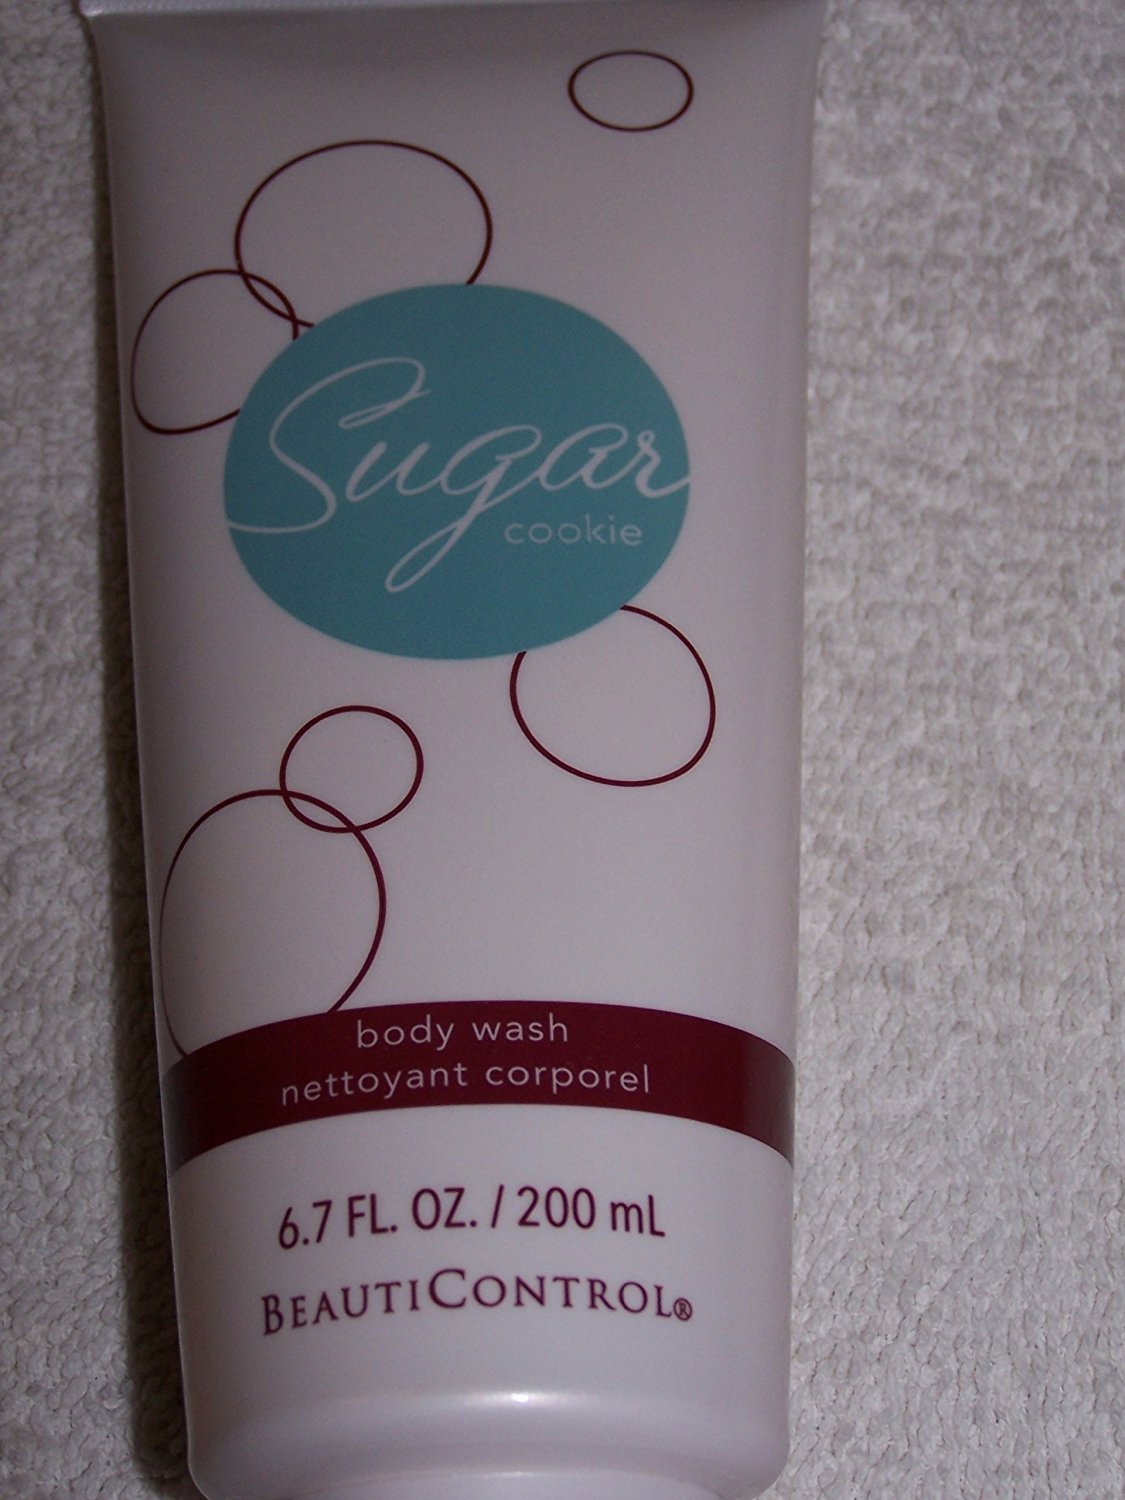 Sugar
cookie
body wash
nettoyant corporel
6.7 FL. OZ. / 200 mL
BEAUTICONTROL®